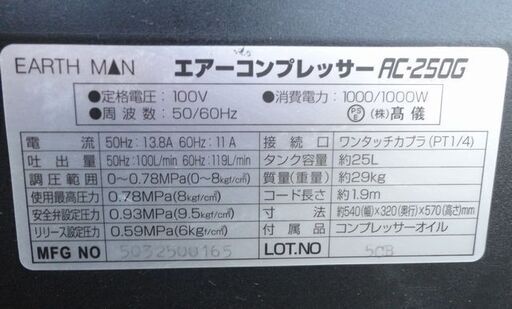 EARTH MAN エアーコンプレッサー AC-250G
●定格電圧：100V ●消費電力：1000/1000W
●周波数：50/60Hz PSE (株)髙儀
電流 50Hz:13.8A 60Hz:11A 接続口 ワンタッチカプラ(PT1/4)
吐出量 50Hz:100L/min 60Hz:119L/min タンク容量 約25L
調圧範囲 0〜0.78MPa(0〜8kgf/c㎡) 質量(重量) 約29kg
使用最高圧力 0.78MPa(8kgf/c㎡) コード長さ 約1.9m
安全弁設定圧力 0.93MPa(9.5kgf/c㎡) 寸法 約540(幅)×320(奥行)×570(高さ)mm
リリース設定圧力 0.59MPa(6kgf/c㎡) 付属品 コンプレッサーオイル
MFG NO 5032500165 LOT.NO 5CB